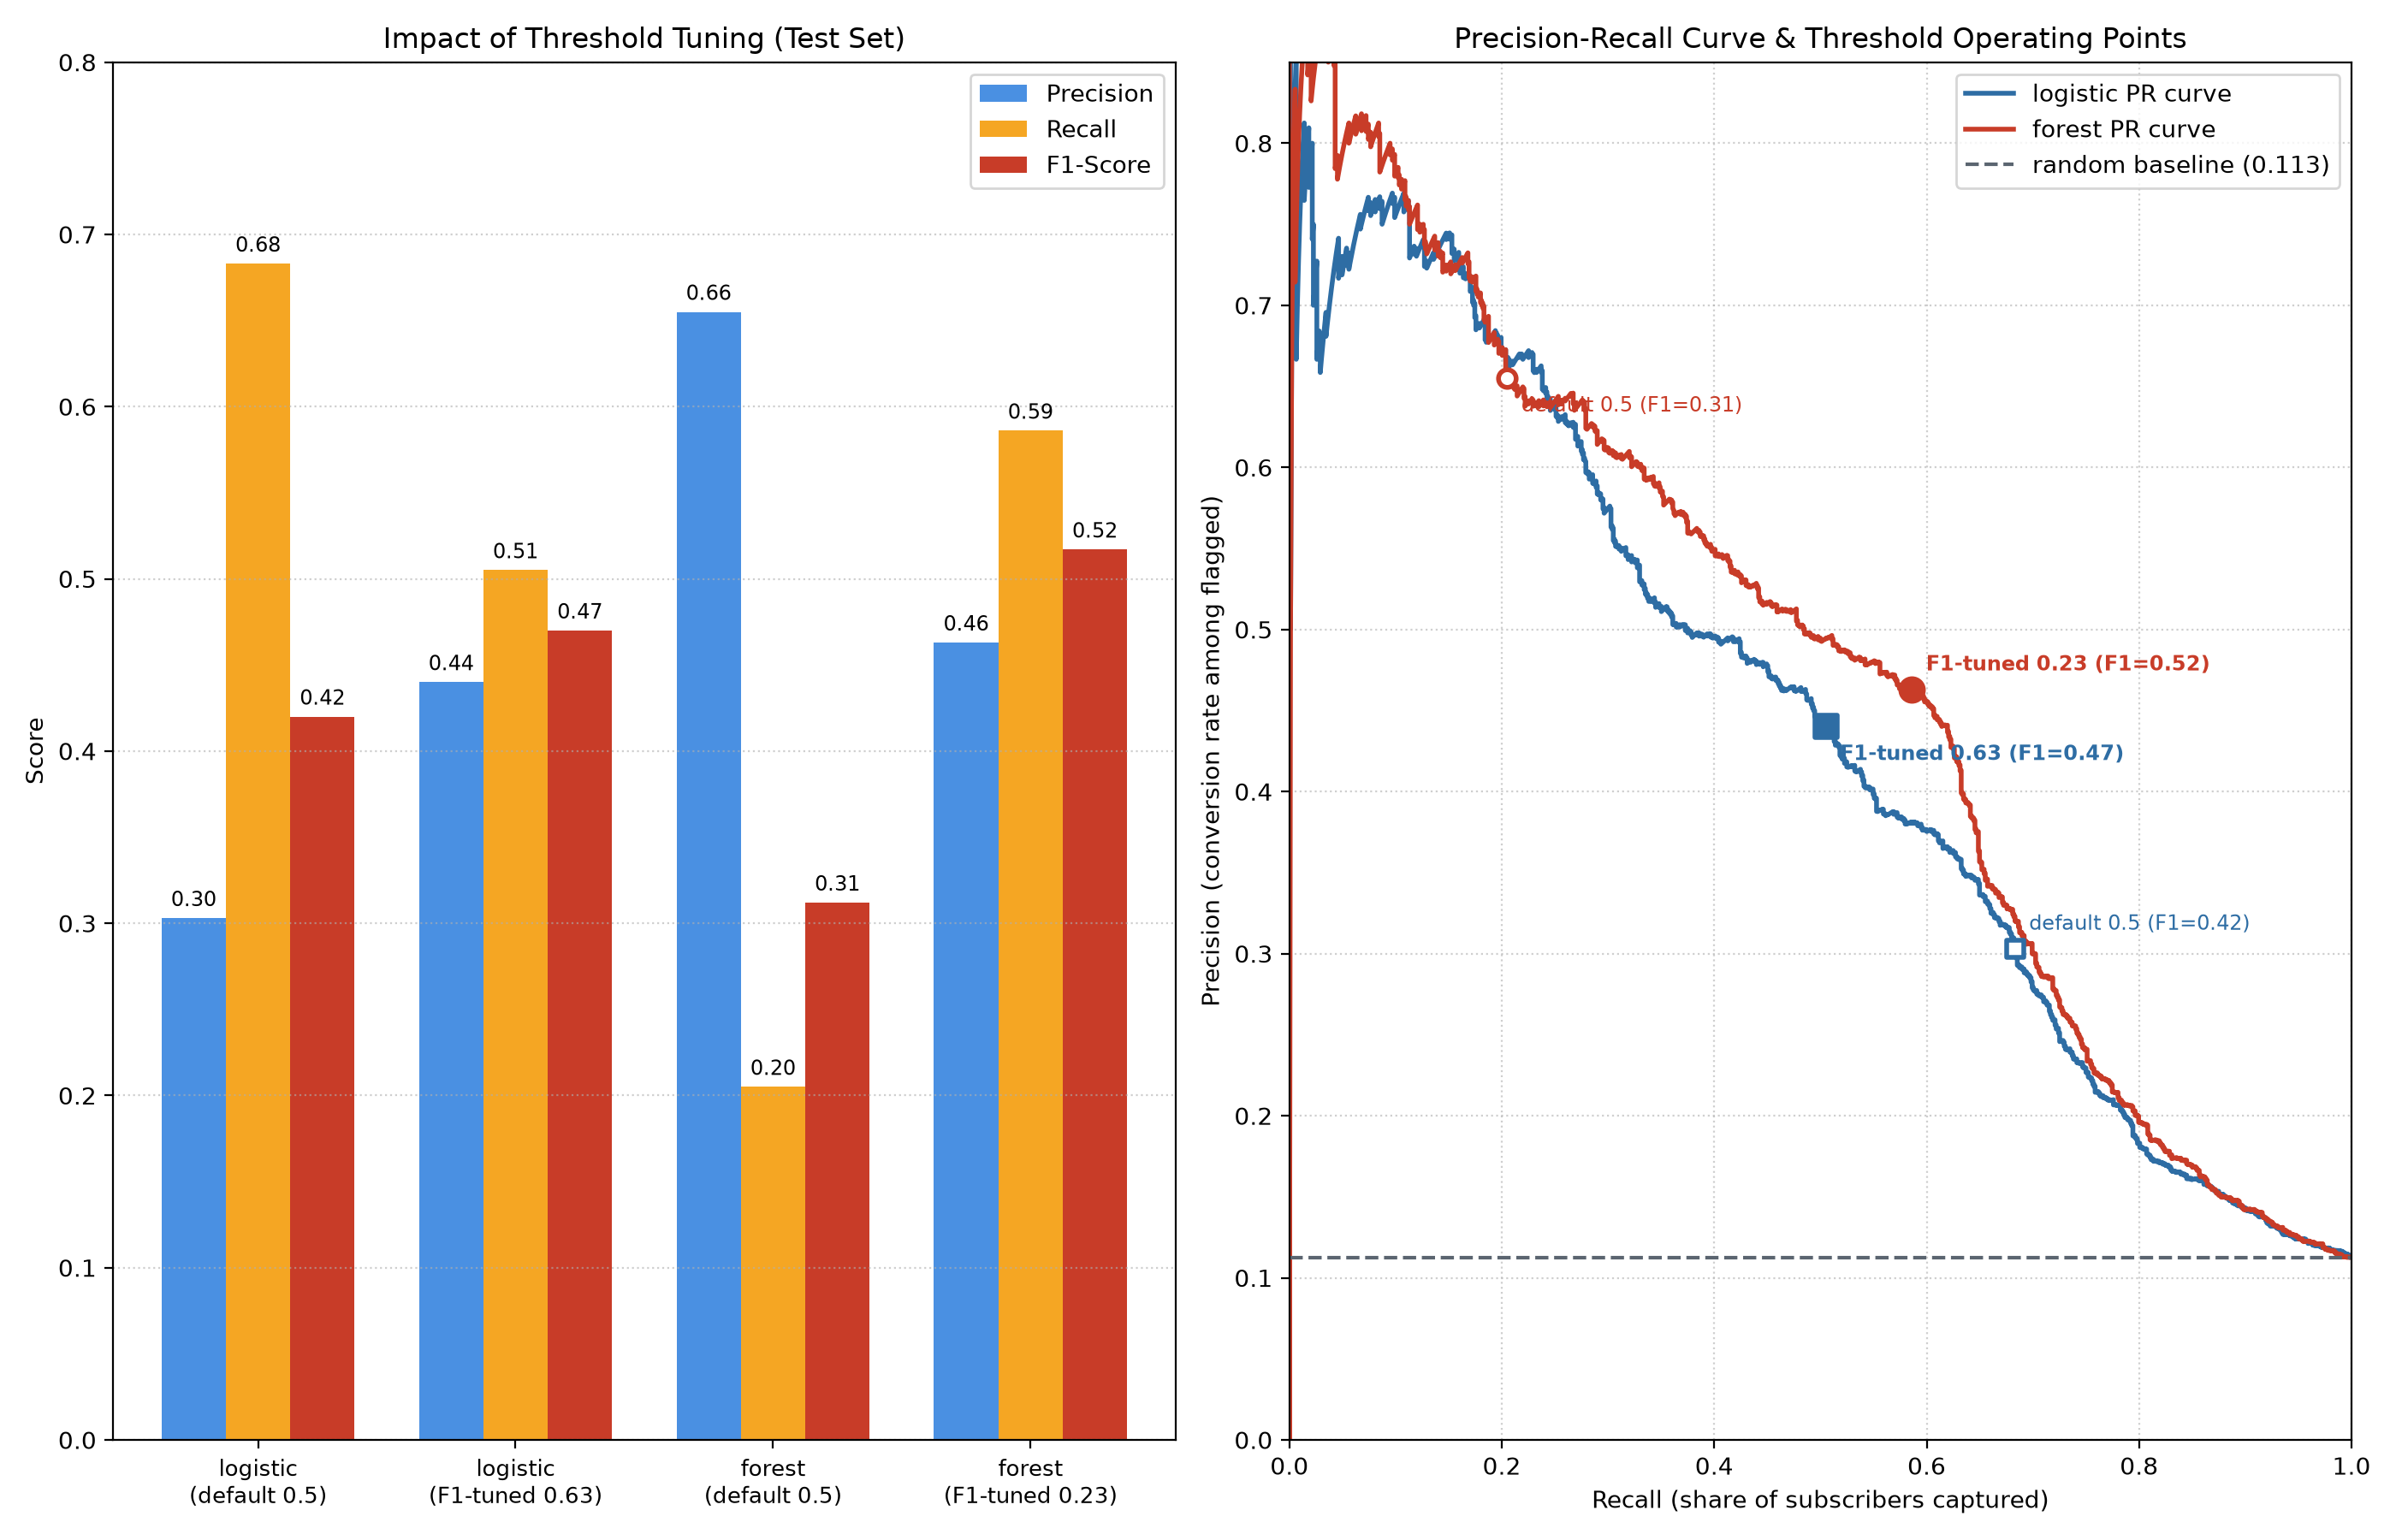 Impact of Threshold Tuning (Test Set)
Score
0.8
0.7
0.6
0.5
0.4
0.3
0.2
0.1
0.0
Precision
Recall
F1-Score
0.30
0.68
0.42
0.44
0.51
0.47
0.66
0.20
0.31
0.46
0.59
0.52
logistic
(default 0.5)
logistic
(F1-tuned 0.63)
forest
(default 0.5)
forest
(F1-tuned 0.23)
Precision-Recall Curve & Threshold Operating Points
Precision (conversion rate among flagged)
0.8
0.7
0.6
0.5
0.4
0.3
0.2
0.1
0.0
logistic PR curve
forest PR curve
random baseline (0.113)
default 0.5 (F1=0.31)
F1-tuned 0.23 (F1=0.52)
F1-tuned 0.63 (F1=0.47)
default 0.5 (F1=0.42)
0.0
0.2
0.4
0.6
0.8
1.0
Recall (share of subscribers captured)